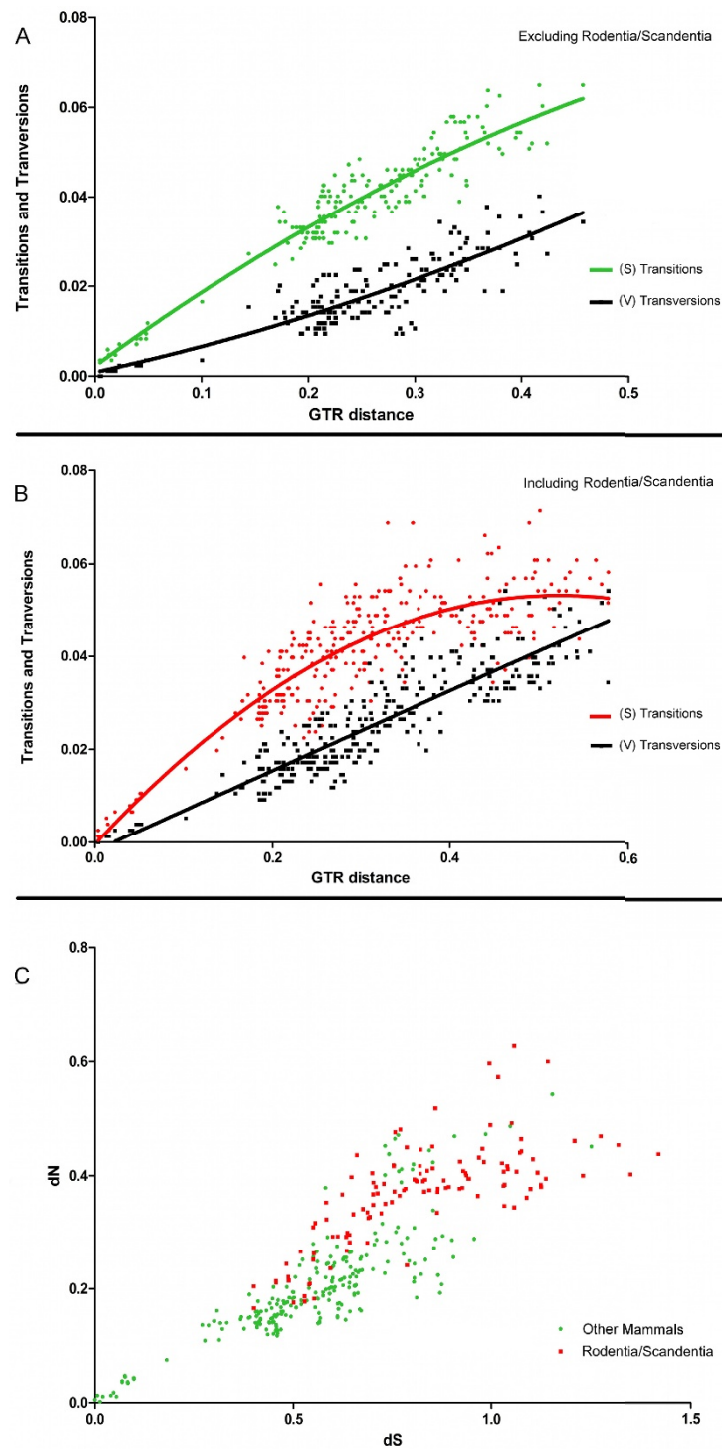 A
Excluding Rodentia/Scandentia
Transitions and Tranversions
0.08
0.06
0.04
0.02
0.00
(S) Transitions
(V) Transversions
0.0 0.1 0.2 0.3 0.4 0.5
GTR distance
B
Including Rodentia/Scandentia
Transitions and Tranversions
0.08
0.06
0.04
0.02
0.00
(S) Transitions
(V) Transversions
0.0 0.2 0.4 0.6
GTR distance
C
dN
0.8
0.6
0.4
0.2
0.0
Other Mammals
Rodentia/Scandentia
0.0 0.5 1.0 1.5
dS